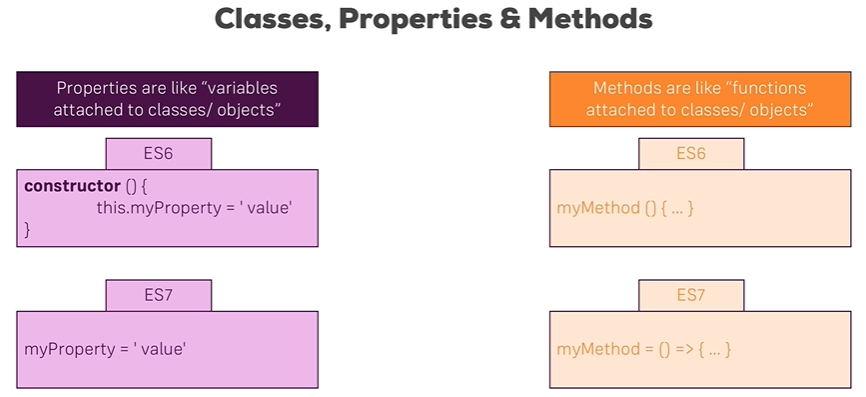 Classes, Properties & Methods
Properties are like “variables
attached to classes/ objects”
ES6
constructor () {
this.myProperty = ' value'
}
ES7
myProperty = ' value'
Methods are like “functions
attached to classes/ objects”
ES6
myMethod () { ... }
ES7
myMethod = () => { ... }